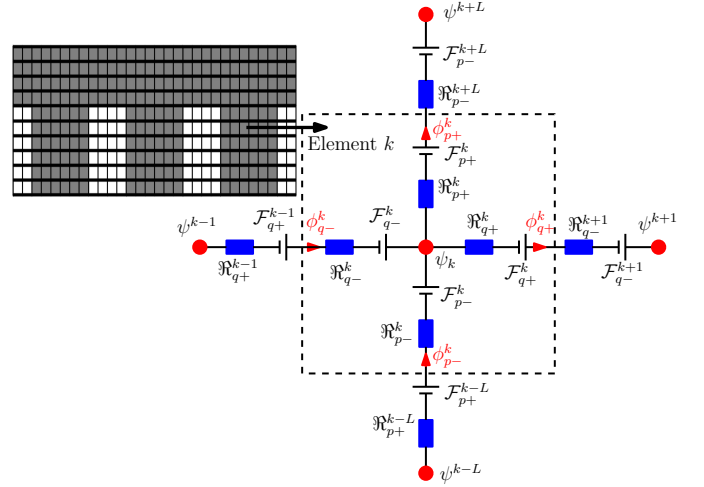 ψ^{k+L}
ℱ_{p−}^{k+L}
ℜ_{p−}^{k+L}
ϕ_{p+}^{k}
Element k
ℱ_{p+}^{k}
ℜ_{p+}^{k}
ψ^{k−1} ℱ_{q+}^{k−1} ϕ_{q−}^{k} ℱ_{q−}^{k} ℜ_{q+}^{k} ϕ_{q+}^{k} ℜ_{q−}^{k+1} ψ^{k+1}
ℜ_{q+}^{k−1} ℜ_{q−}^{k} ψ_k ℱ_{q+}^{k} ℱ_{q−}^{k+1}
ℱ_{p−}^{k}
ℜ_{p−}^{k}
ϕ_{p−}^{k}
ℱ_{p+}^{k−L}
ℜ_{p+}^{k−L}
ψ^{k−L}